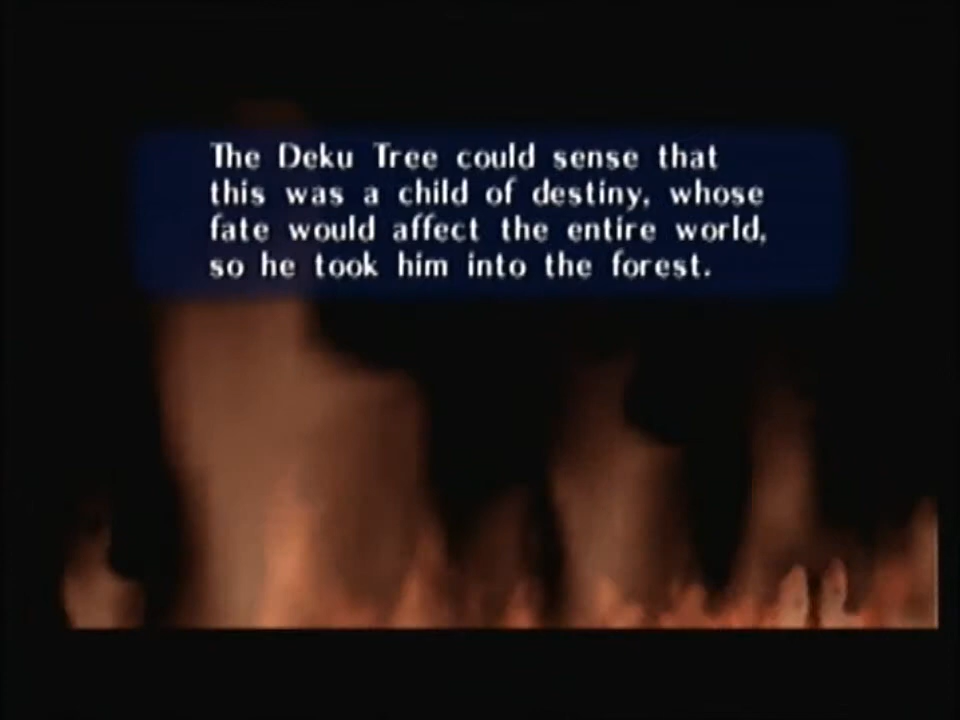 The Deku Tree could sense that
this was a child of destiny, whose
fate would affect the entire world,
so he took him into the forest.